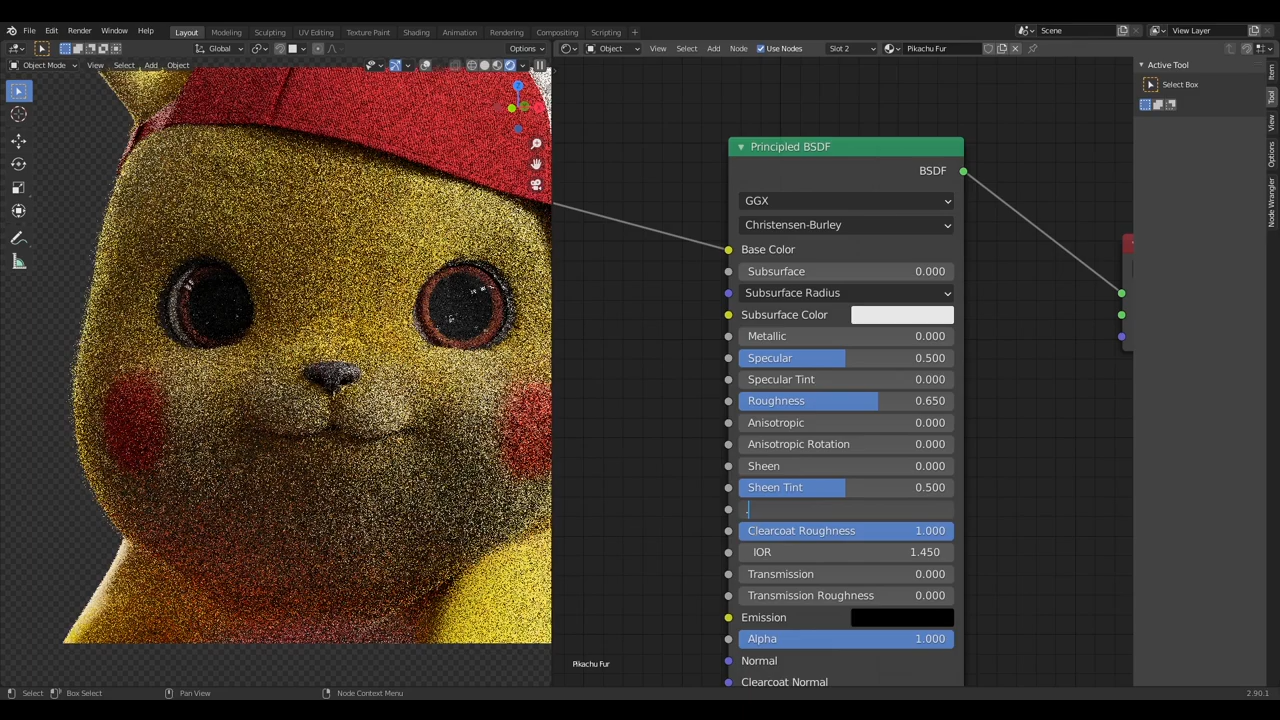 File Edit Render Window Help Layout Modeling Sculpting UV Editing Texture Paint Shading Animation Rendering Compositing Scripting + Scene View Layer
Global Options Object View Select Add Node Use Nodes Slot 2 Pikachu Fur
Object Mode View Select Add Object Active Tool
Select Box
Item
Tool
View
Options
Node Wrangler
Principled BSDF
BSDF
GGX
Christensen-Burley
Base Color
Subsurface 0.000
Subsurface Radius
Subsurface Color
Metallic 0.000
Specular 0.500
Specular Tint 0.000
Roughness 0.650
Anisotropic 0.000
Anisotropic Rotation 0.000
Sheen 0.000
Sheen Tint 0.500
.
Clearcoat Roughness 1.000
IOR 1.450
Transmission 0.000
Transmission Roughness 0.000
Emission
Alpha 1.000
Normal
Clearcoat Normal
Pikachu Fur
Select Box Select Pan View Node Context Menu 2.90.1